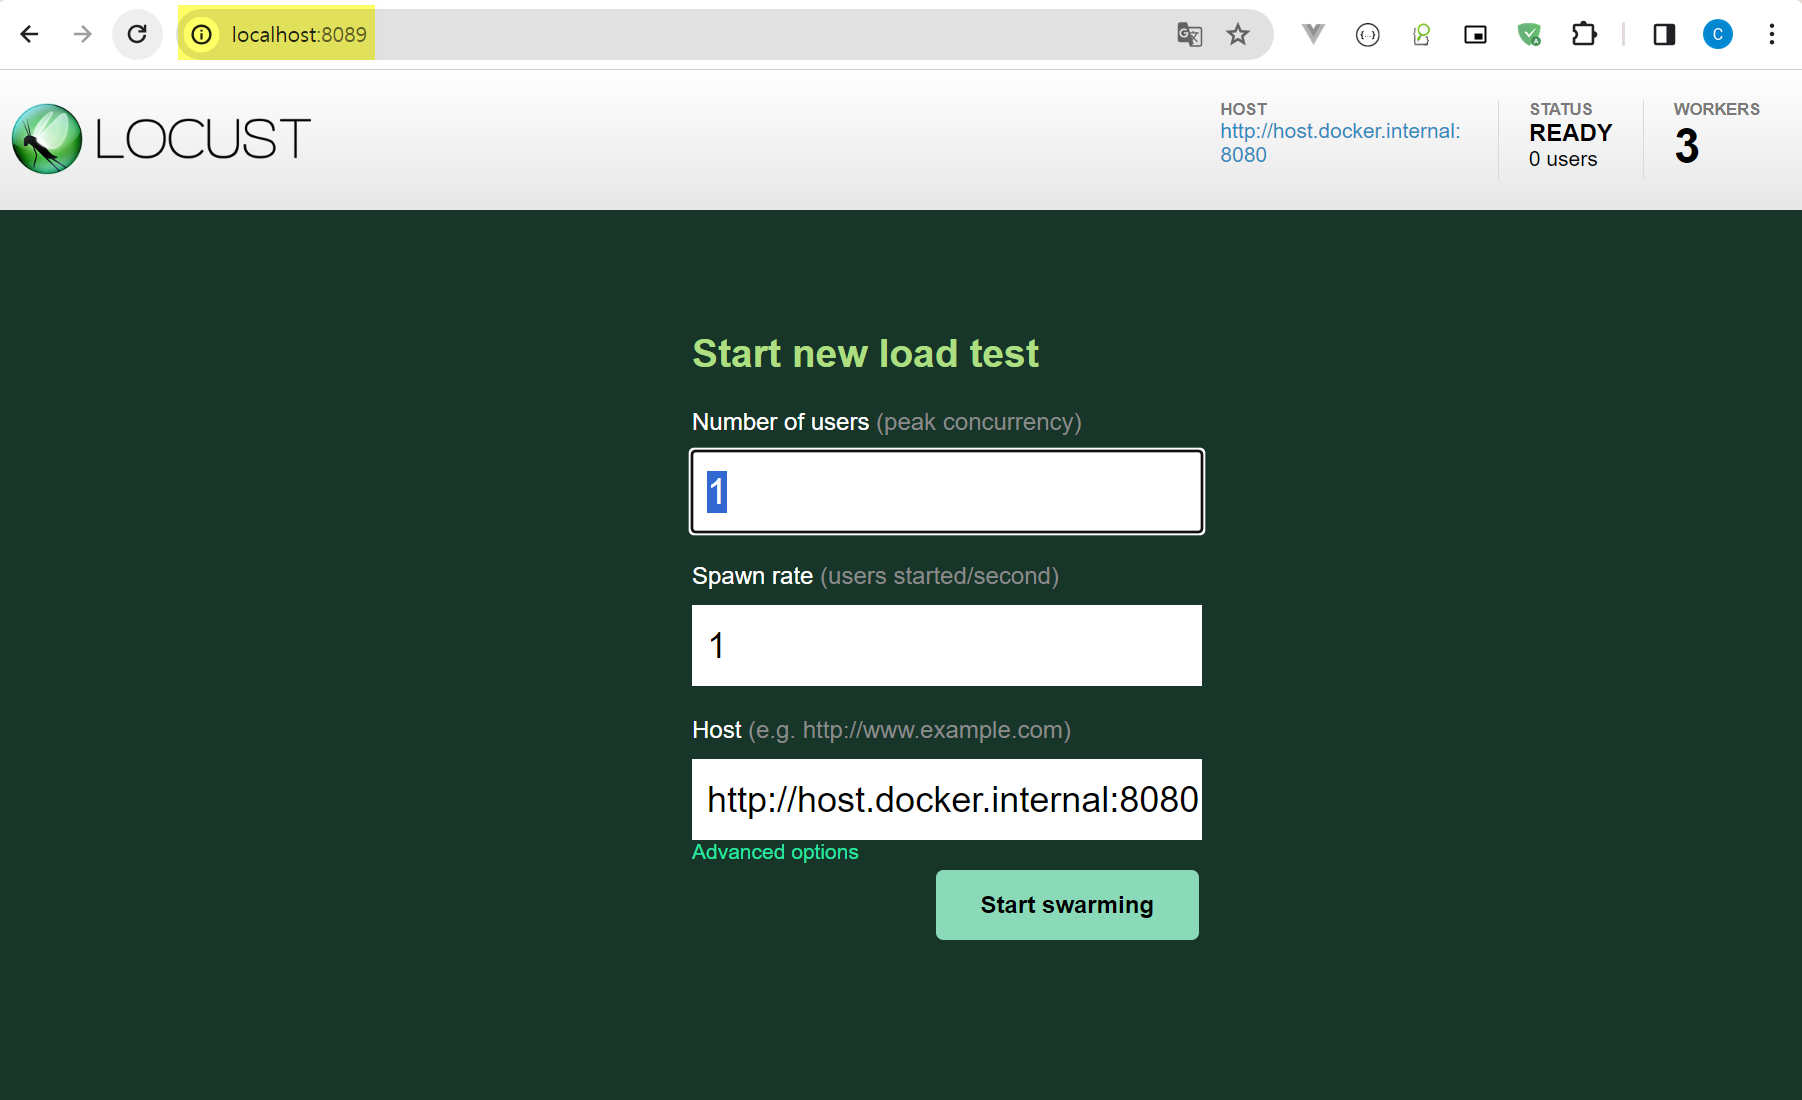 localhost:8089
C
LOCUST
HOST
http://host.docker.internal:
8080
STATUS
READY
0 users
WORKERS
3
Start new load test
Number of users (peak concurrency)
1
Spawn rate (users started/second)
1
Host (e.g. http://www.example.com)
http://host.docker.internal:8080
Advanced options
Start swarming